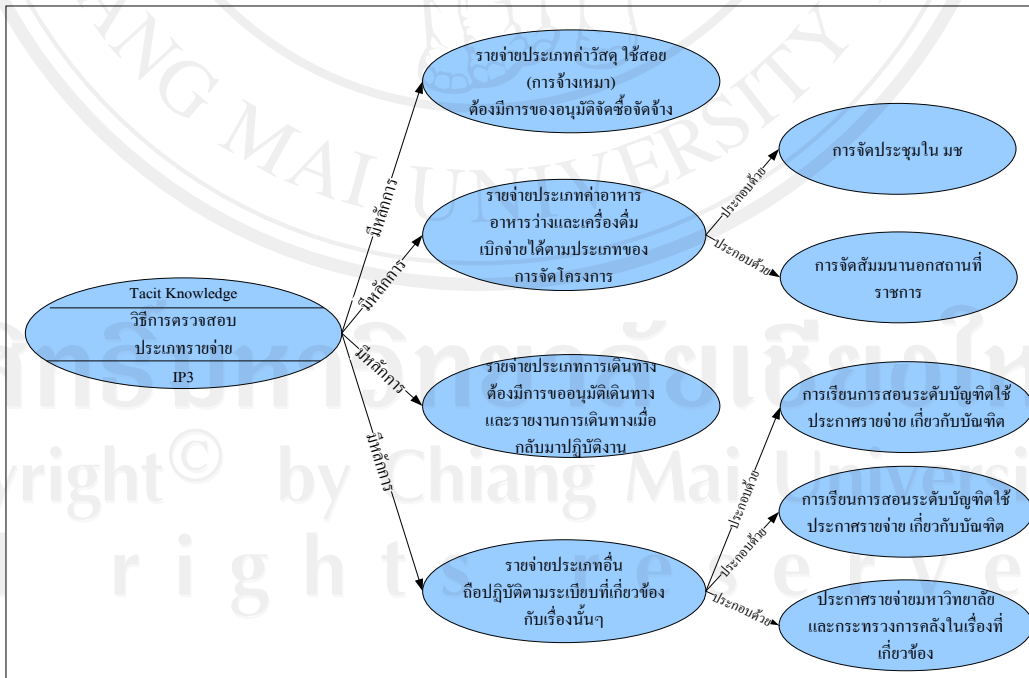 รายจ่ายประเภทค่าวัสดุ ใช้สอย
(การจ้างเหมา)
ต้องมีการของอนุมัติจัดซื้อจัดจ้าง
การจัดประชุมใน มช
รายจ่ายประเภทค่าอาหาร
อาหารว่างและเครื่องดื่ม
เบิกจ่ายได้ตามประเภทของ
การจัดโครงการ
การจัดสัมมนานอกสถานที่
ราชการ
Tacit Knowledge
วิธีการตรวจสอบ
ประเภทรายจ่าย
IP3
รายจ่ายประเภทการเดินทาง
ต้องมีการขออนุมัติเดินทาง
และรายงานการเดินทางเมื่อ
กลับมาปฏิบัติงาน
การเรียนการสอนระดับบัญฑิตใช้
ประกาศรายจ่าย เกี่ยวกับบัณฑิต
การเรียนการสอนระดับบัญฑิตใช้
ประกาศรายจ่าย เกี่ยวกับบัณฑิต
รายจ่ายประเภทอื่น
ถือปฏิบัติตามระเบียบที่เกี่ยวข้อง
กับเรื่องนั้นๆ
ประกาศรายจ่ายมหาวิทยาลัย
และกระทรวงการคลังในเรื่องที่
เกี่ยวข้อง
มีหลักการ
มีหลักการ
มีหลักการ
มีหลักการ
ประกอบด้วย
ประกอบด้วย
ประกอบด้วย
ประกอบด้วย
ประกอบด้วย
ANG MAI UNIVERSITY
yright © by Chiang Mai Universi
rights reserve